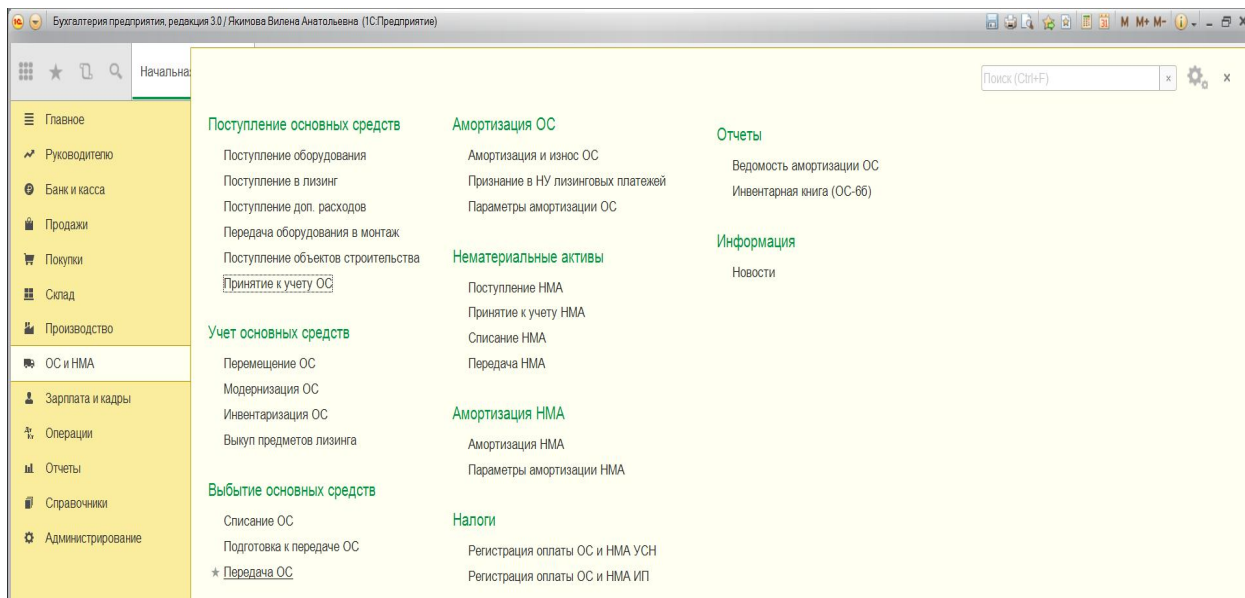 Бухгалтерия предприятия, редакция 3.0 / Якимова Вилена Анатольевна (1С:Предприятие)
M M+ M-
Начальная
Поиск (Ctrl+F)
Главное
Руководителю
Банк и касса
Продажи
Покупки
Склад
Производство
ОС и НМА
Зарплата и кадры
Операции
Отчеты
Справочники
Администрирование
Поступление основных средств
Поступление оборудования
Поступление в лизинг
Поступление доп. расходов
Передача оборудования в монтаж
Поступление объектов строительства
Принятие к учету ОС
Учет основных средств
Перемещение ОС
Модернизация ОС
Инвентаризация ОС
Выкуп предметов лизинга
Выбытие основных средств
Списание ОС
Подготовка к передаче ОС
Передача ОС
Амортизация ОС
Амортизация и износ ОС
Признание в НУ лизинговых платежей
Параметры амортизации ОС
Нематериальные активы
Поступление НМА
Принятие к учету НМА
Списание НМА
Передача НМА
Амортизация НМА
Амортизация НМА
Параметры амортизации НМА
Налоги
Регистрация оплаты ОС и НМА УСН
Регистрация оплаты ОС и НМА ИП
Отчеты
Ведомость амортизации ОС
Инвентарная книга (ОС-6б)
Информация
Новости